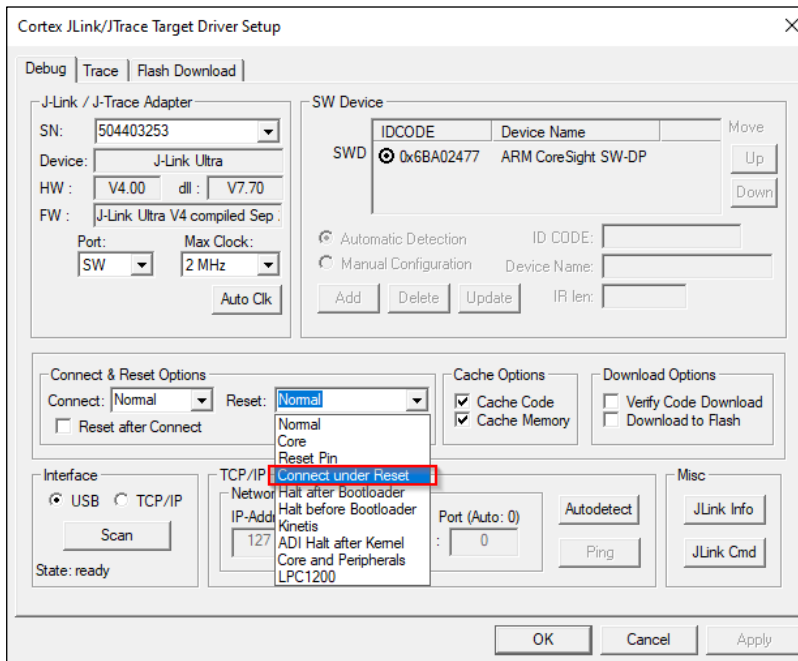 Cortex JLink/JTrace Target Driver Setup
Debug Trace Flash Download
J-Link / J-Trace Adapter
SN: 504403253
Device: J-Link Ultra
HW : V4.00 dll : V7.70
FW : J-Link Ultra V4 compiled Sep .
Port: Max Clock:
SW 2 MHz
Auto Clk
SW Device
IDCODE Device Name Move
SWD 0x6BA02477 ARM CoreSight SW-DP Up
Down
Automatic Detection ID CODE:
Manual Configuration Device Name:
Add Delete Update IR len:
Connect & Reset Options
Connect: Normal Reset: Normal
Reset after Connect
Normal
Core
Reset Pin
Connect under Reset
Halt after Bootloader
Halt before Bootloader
Kinetis
ADI Halt after Kernel
Core and Peripherals
LPC1200
Cache Options
Cache Code
Cache Memory
Download Options
Verify Code Download
Download to Flash
Interface
USB TCP/IP
Scan
State: ready
TCP/IP
Port (Auto: 0)
127 : 0
Autodetect
Ping
Misc
JLink Info
JLink Cmd
OK Cancel Apply